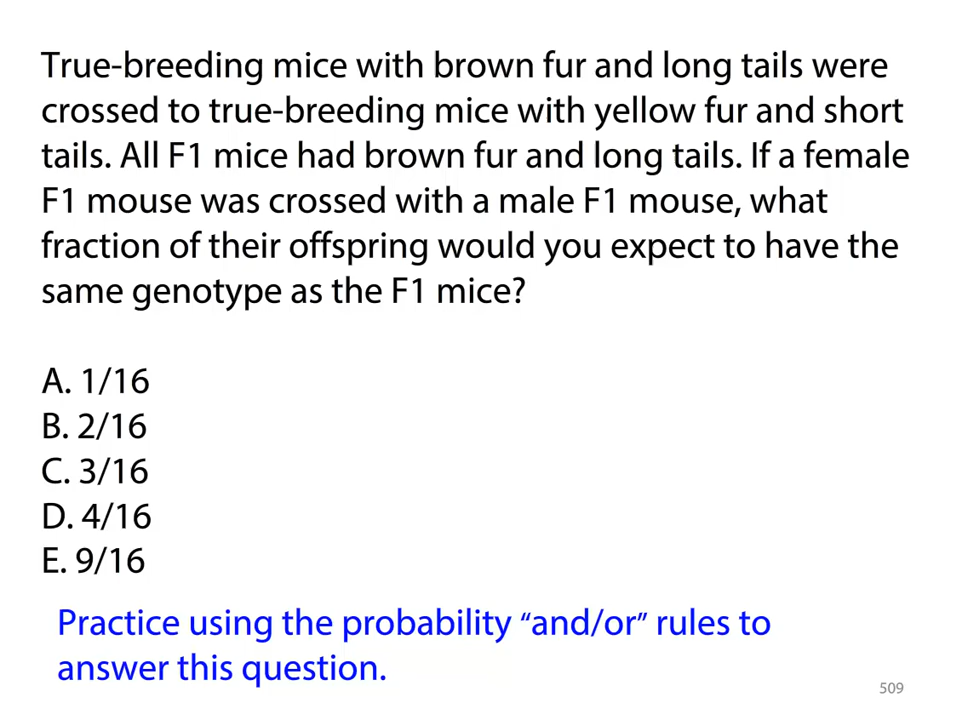 True-breeding mice with brown fur and long tails were
crossed to true-breeding mice with yellow fur and short
tails. All F1 mice had brown fur and long tails. If a female
F1 mouse was crossed with a male F1 mouse, what
fraction of their offspring would you expect to have the
same genotype as the F1 mice?
A. 1/16
B. 2/16
C. 3/16
D. 4/16
E. 9/16
Practice using the probability “and/or” rules to
answer this question.
509